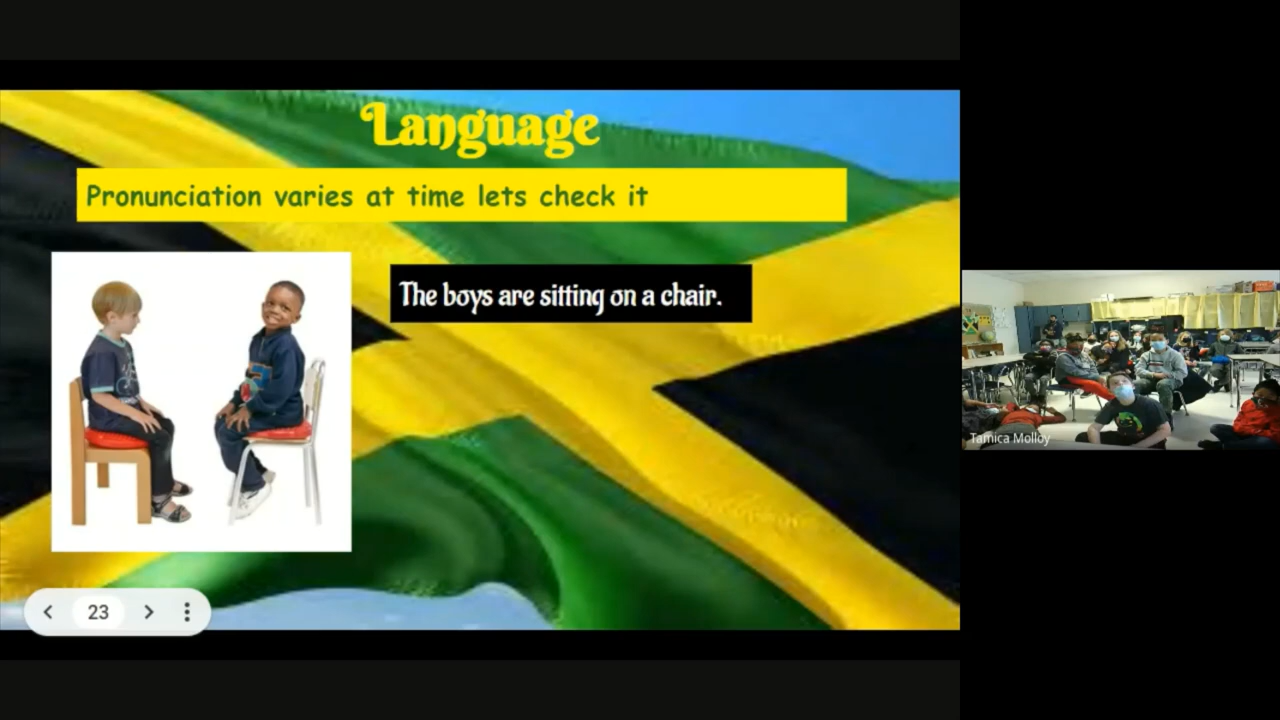 Language
Pronunciation varies at time lets check it
The boys are sitting on a chair.
23
Tamica Molloy